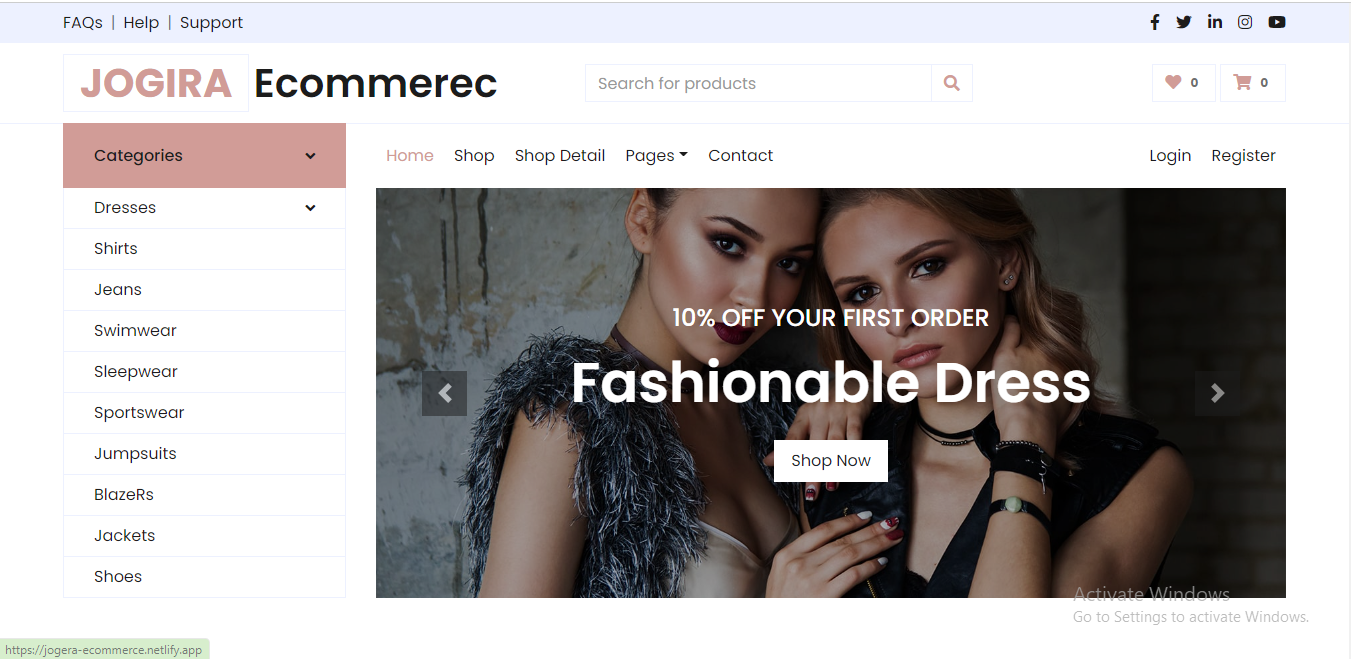 FAQs | Help | Support
JOGIRA Ecommerec
Search for products
0
0
Categories
Home Shop Shop Detail Pages Contact
Login Register
Dresses
Shirts
Jeans
Swimwear
Sleepwear
Sportswear
Jumpsuits
BlazeRs
Jackets
Shoes
10% OFF YOUR FIRST ORDER
Fashionable Dress
Shop Now
Activate Windows
Go to Settings to activate Windows.
https://jogera-ecommerce.netlify.app